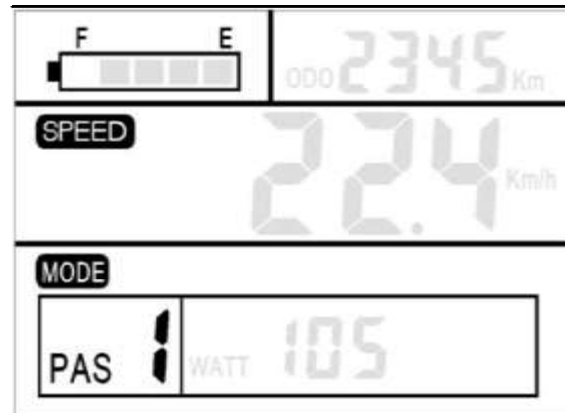 F E
ODO 2345 Km
SPEED
22.4 Km/h
MODE
PAS 1 WATT 105